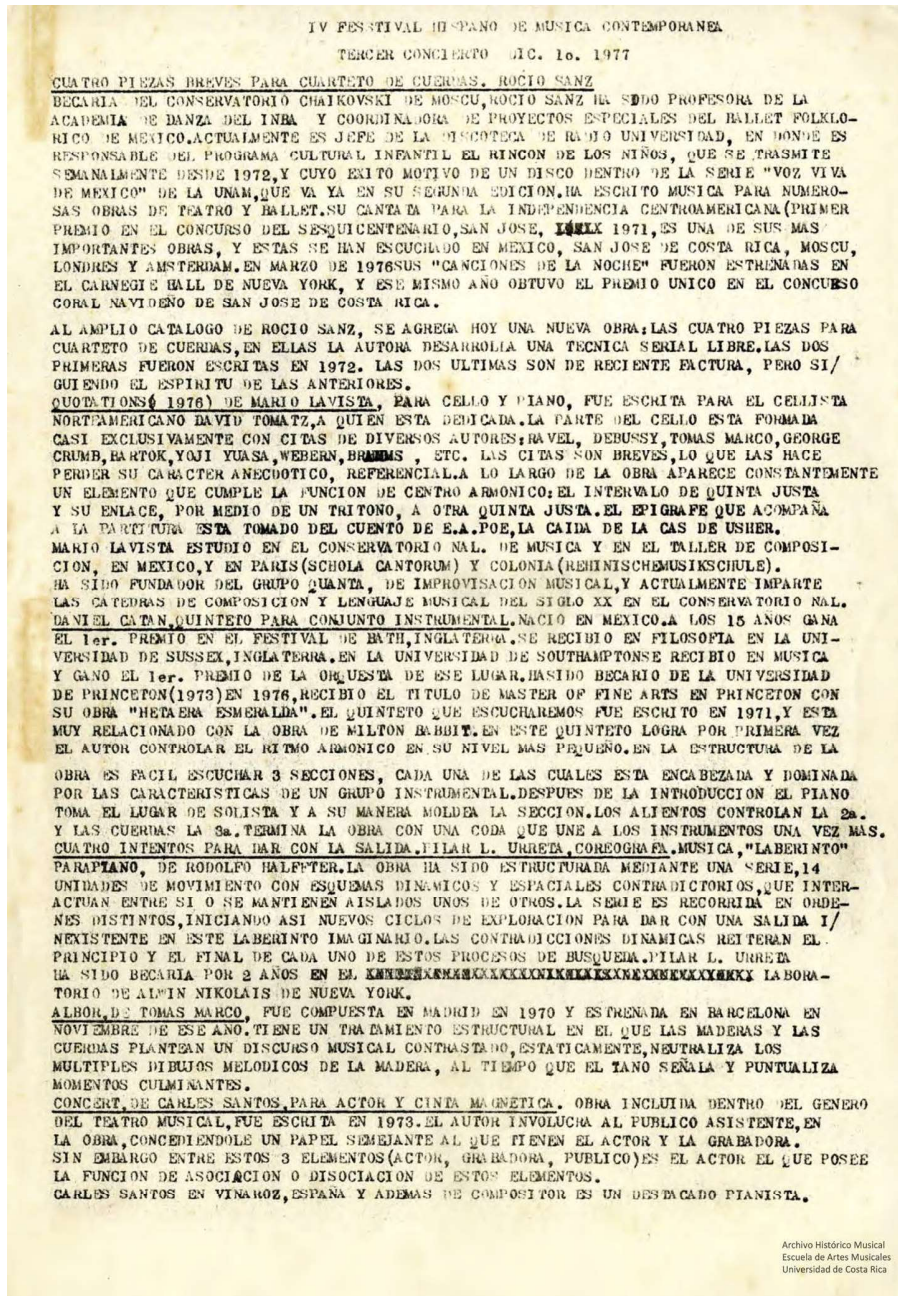 IV FESSTIVAL HISPANO DE MUSICA CONTEMPORANEA
TERCER CONCIERTO DIC. 1o. 1977
CUATRO PIEZAS BREVES PARA CUARTETO DE CUERDAS. ROCIO SANZ
BECARIA DEL CONSERVATORIO CHAIKOVSKI DE MOSCU,ROCIO SANZ HA SIDO PROFESORA DE LA
ACADEMIA DE DANZA DEL INBA Y COORDINADORA DE PROYECTOS ESPECIALES DEL BALLET FOLKLO-
RICO DE MEXICO.ACTUALMENTE ES JEFE DE LA DISCOTECA DE RADIO UNIVERSIDAD, EN DONDE ES
RESPONSABLE DEL PROGRAMA CULTURAL INFANTIL EL RINCON DE LOS NIÑOS, QUE SE TRASMITE
SEMANALMENTE DESDE 1972,Y CUYO EXITO MOTIVO DE UN DISCO DENTRO DE LA SERIE "VOZ VIVA
DE MEXICO" DE LA UNAM,QUE VA YA EN SU SEGUNDA EDICION.HA ESCRITO MUSICA PARA NUMERO-
SAS OBRAS DE TEATRO Y BALLET.SU CANTATA PARA LA INDEPENDENCIA CENTROAMERICANA(PRIMER
PREMIO EN EL CONCURSO DEL SESQUICENTENARIO,SAN JOSE, 1971,ES UNA DE SUS MAS
IMPORTANTES OBRAS, Y ESTAS SE HAN ESCUCHADO EN MEXICO, SAN JOSE DE COSTA RICA, MOSCU,
LONDRES Y AMSTERDAM.EN MARZO DE 1976SUS "CANCIONES DE LA NOCHE" FUERON ESTRENADAS EN
EL CARNEGIE HALL DE NUEVA YORK, Y ESE MISMO AÑO OBTUVO EL PREMIO UNICO EN EL CONCURSO
CORAL NAVIDEÑO DE SAN JOSE DE COSTA RICA.
AL AMPLIO CATALOGO DE ROCIO SANZ, SE AGREGA HOY UNA NUEVA OBRA:LAS CUATRO PIEZAS PARA
CUARTETO DE CUERDAS,EN ELLAS LA AUTORA DESARROLLA UNA TECNICA SERIAL LIBRE.LAS DOS
PRIMERAS FUERON ESCRITAS EN 1972. LAS DOS ULTIMAS SON DE RECIENTE FACTURA, PERO SI/
GUIENDO EL ESPIRITU DE LAS ANTERIORES.
QUOTATIONS( 1976) DE MARIO LAVISTA, PARA CELLO Y PIANO, FUE ESCRITA PARA EL CELLISTA
NORTEAMERICANO DAVID TOMATZ,A QUIEN ESTA DEDICADA.LA PARTE DEL CELLO ESTA FORMADA
CASI EXCLUSIVAMENTE CON CITAS DE DIVERSOS AUTORES:RAVEL, DEBUSSY,TOMAS MARCO,GEORGE
CRUMB,BARTOK,YOJI YUASA,WEBERN,BRAHMS , ETC. LAS CITAS SON BREVES,LO QUE LAS HACE
PERDER SU CARACTER ANECDOTICO, REFERENCIAL.A LO LARGO DE LA OBRA APARECE CONSTANTEMENTE
UN ELEMENTO QUE CUMPLE LA FUNCION DE CENTRO ARMONICO:EL INTERVALO DE QUINTA JUSTA
Y SU ENLACE, POR MEDIO DE UN TRITONO, A OTRA QUINTA JUSTA.EL EPIGRAFE QUE ACOMPAÑA
A LA PARTITURA ESTA TOMADO DEL CUENTO DE E.A.POE,LA CAIDA DE LA CAS DE USHER.
MARIO LAVISTA ESTUDIO EN EL CONSERVATORIO NAL. DE MUSICA Y EN EL TALLER DE COMPOSI-
CION, EN MEXICO,Y EN PARIS(SCHOLA CANTORUM) Y COLONIA(REHINISCHEMUSIKSCHULE).
HA SIDO FUNDADOR DEL GRUPO QUANTA, DE IMPROVISACION MUSICAL,Y ACTUALMENTE IMPARTE
LAS CATEDRAS DE COMPOSICION Y LENGUAJE MUSICAL DEL SIGLO XX EN EL CONSERVATORIO NAL.
DANIEL CATAN,QUINTETO PARA CONJUNTO INSTRUMENTAL.NACIO EN MEXICO.A LOS 15 AÑOS GANA
EL 1er. PREMIO EN EL FESTIVAL DE BATH,INGLATERRA.SE RECIBIO EN FILOSOFIA EN LA UNI-
VERSIDAD DE SUSSEX,INGLATERRA.EN LA UNIVERSIDAD DE SOUTHAMPTONSE RECIBIO EN MUSICA
Y GANO EL 1er. PREMIO DE LA ORQUESTA DE ESE LUGAR.HASIDO BECARIO DE LA UNIVERSIDAD
DE PRINCETON(1973)EN 1976,RECIBIO EL TITULO DE MASTER OF FINE ARTS EN PRINCETON CON
SU OBRA "HETAERA ESMERALDA".EL QUINTETO QUE ESCUCHAREMOS FUE ESCRITO EN 1971,Y ESTA
MUY RELACIONADO CON LA OBRA DE MILTON BABBIT.EN ESTE QUINTETO LOGRA POR PRIMERA VEZ
EL AUTOR CONTROLAR EL RITMO ARMONICO EN SU NIVEL MAS PEQUEÑO.EN LA ESTRUCTURA DE LA
OBRA ES FACIL ESCUCHAR 3 SECCIONES, CADA UNA DE LAS CUALES ESTA ENCABEZADA Y DOMINADA
POR LAS CARACTERISTICAS DE UN GRUPO INSTRUMENTAL.DESPUES DE LA INTRODUCCION EL PIANO
TOMA EL LUGAR DE SOLISTA Y A SU MANERA MOLDEA LA SECCION.LOS ALIENTOS CONTROLAN LA 2a.
Y LAS CUERDAS LA 3a.TERMINA LA OBRA CON UNA CODA QUE UNE A LOS INSTRUMENTOS UNA VEZ MAS.
CUATRO INTENTOS PARA DAR CON LA SALIDA.PILAR L. URRETA,COREOGRAFA.MUSICA,"LABERINTO"
PARAPIANO, DE RODOLFO HALFFTER.LA OBRA HA SIDO ESTRUCTURADA MEDIANTE UNA SERIE,14
UNIDADES DE MOVIMIENTO CON ESQUEMAS DINAMICOS Y ESPACIALES CONTRADICTORIOS,QUE INTER-
ACTUAN ENTRE SI O SE MANTIENEN AISLADOS UNOS DE OTROS.LA SERIE ES RECORRIDA EN ORDE-
NES DISTINTOS,INICIANDO ASI NUEVOS CICLOS DE EXPLORACION PARA DAR CON UNA SALIDA I/
NEXISTENTE EN ESTE LABERINTO IMAGINARIO.LAS CONTRADICCIONES DINAMICAS REITERAN EL
PRINCIPIO Y EL FINAL DE CADA UNO DE ESTOS PROCESOS DE BUSQUEDA.PILAR L. URRETA
HA SIDO BECARIA POR 2 AÑOS EN EL LABORA-
TORIO DE ALWIN NIKOLAIS DE NUEVA YORK.
ALBOR,DE TOMAS MARCO, FUE COMPUESTA EN MADRID EN 1970 Y ESTRENADA EN BARCELONA EN
NOVIEMBRE DE ESE ANO.TIENE UN TRATAMIENTO ESTRUCTURAL EN EL QUE LAS MADERAS Y LAS
CUERDAS PLANTEAN UN DISCURSO MUSICAL CONTRASTADO,ESTATICAMENTE,NEUTRALIZA LOS
MULTIPLES DIBUJOS MELODICOS DE LA MADERA, AL TIEMPO QUE EL IANO SEÑALA Y PUNTUALIZA
MOMENTOS CULMINANTES.
CONCERT,DE CARLES SANTOS,PARA ACTOR Y CINTA MAGNETICA. OBRA INCLUIDA DENTRO DEL GENERO
DEL TEATRO MUSICAL,FUE ESCRITA EN 1973.EL AUTOR INVOLUCRA AL PUBLICO ASISTENTE,EN
LA OBRA,CONCEDIENDOLE UN PAPEL SEMEJANTE AL QUE TIENEN EL ACTOR Y LA GRABADORA.
SIN EMBARGO ENTRE ESTOS 3 ELEMENTOS(ACTOR, GRABADORA, PUBLICO)ES EL ACTOR EL QUE POSEE
LA FUNCION DE ASOCIACION O DISOCIACION DE ESTOS ELEMENTOS.
CARLES SANTOS EN VINAROZ,ESPAÑA Y ADEMAS DE COMPOSITOR ES UN DESTACADO PIANISTA.
Archivo Histórico Musical
Escuela de Artes Musicales
Universidad de Costa Rica